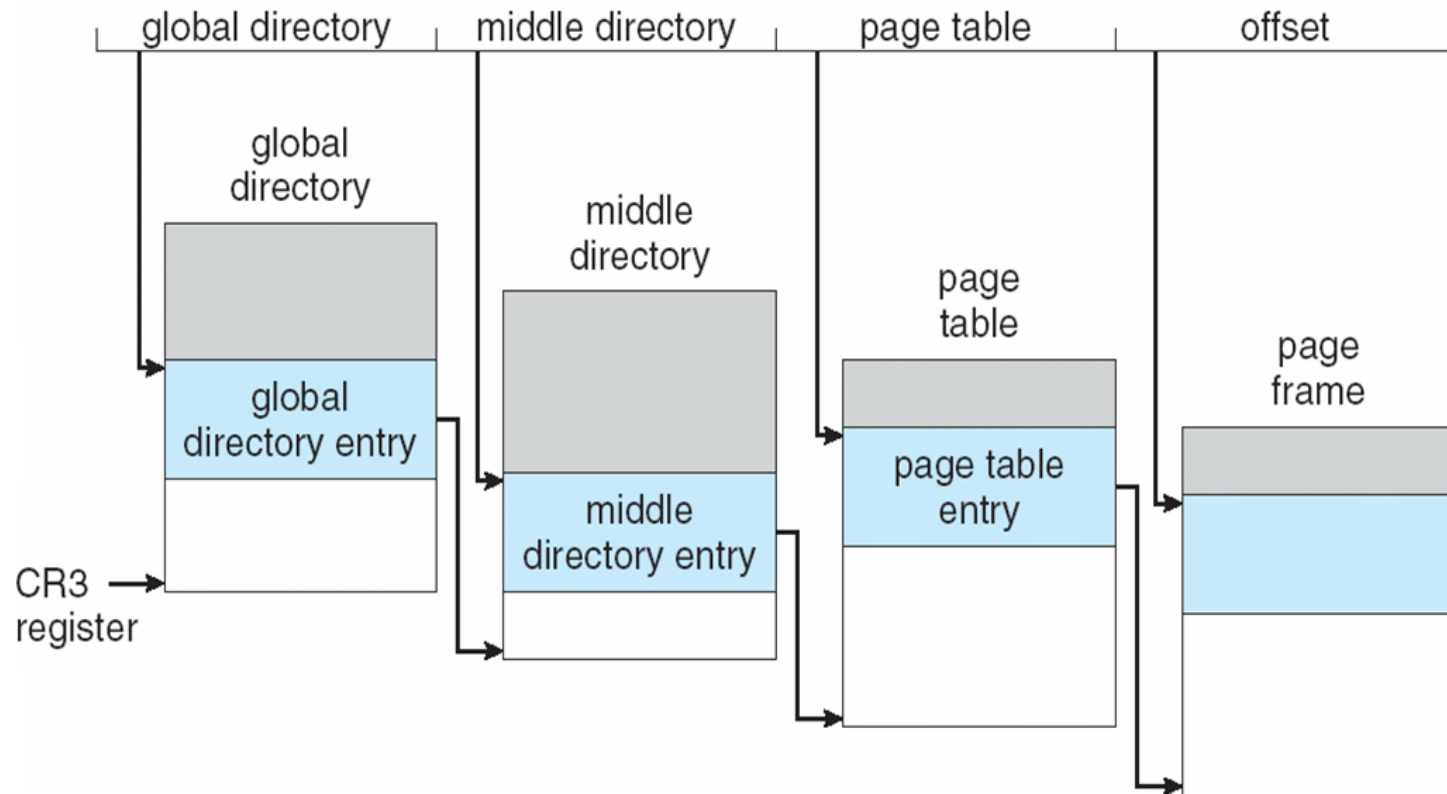 global directory
middle directory
page table
offset
global
directory
middle
directory
page
table
page
frame
global
directory entry
page table
entry
middle
directory entry
CR3
register